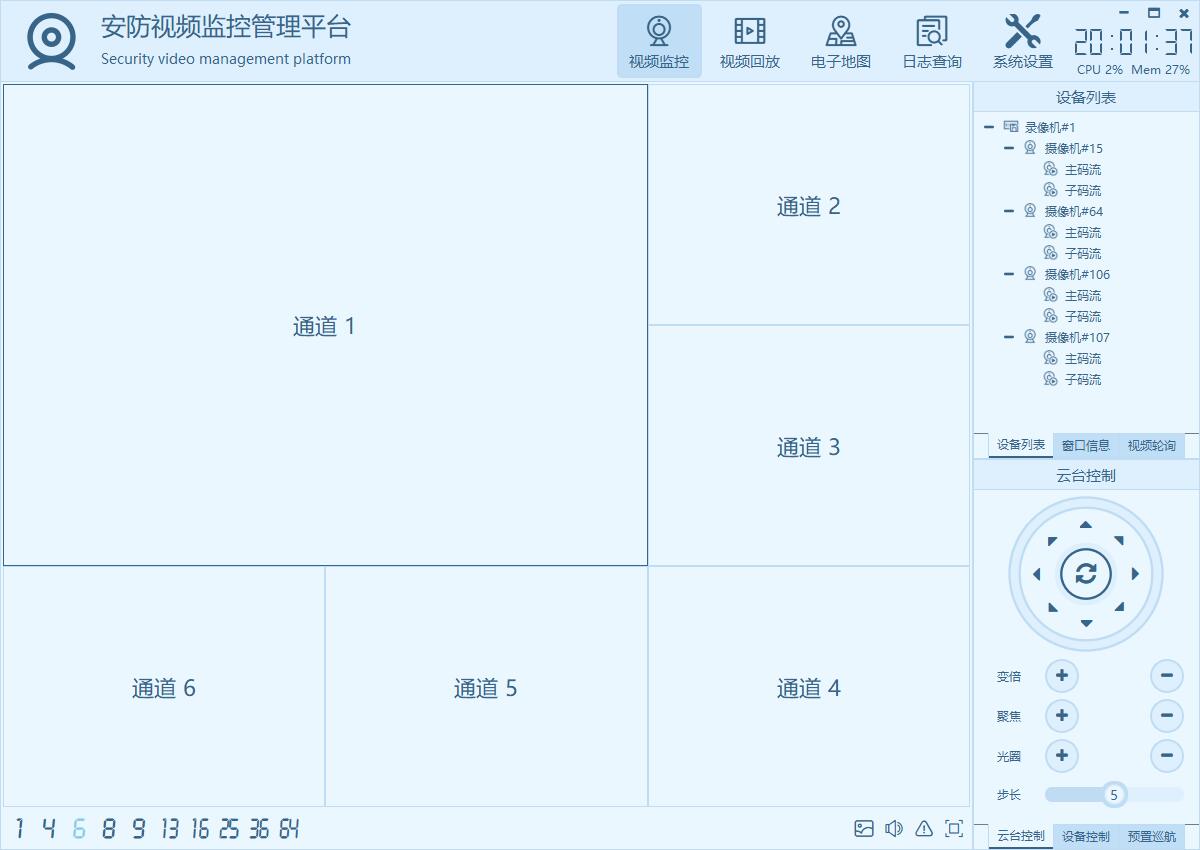 安防视频监控管理平台
Security video management platform
视频监控
视频回放
电子地图
日志查询
系统设置
20:01:37
CPU 2% Mem 27%
通道 1
通道 2
通道 3
通道 6
通道 5
通道 4
1 4 6 8 9 13 16 25 36 64
设备列表
录像机#1
摄像机#15
主码流
子码流
摄像机#64
主码流
子码流
摄像机#106
主码流
子码流
摄像机#107
主码流
子码流
设备列表 窗口信息 视频轮询
云台控制
变倍
聚焦
光圈
步长 5
云台控制 设备控制 预置巡航